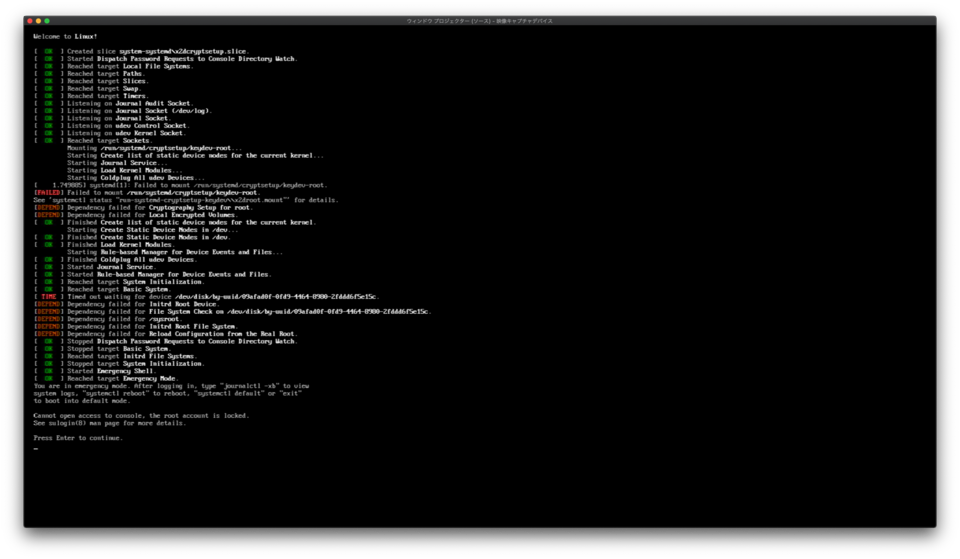 ウィンドウ プロジェクター (ソース) - 映像キャプチャデバイス
Welcome to Linux!
[  OK  ] Created slice system-systemd\x2dcryptsetup.slice.
[  OK  ] Started Dispatch Password Requests to Console Directory Watch.
[  OK  ] Reached target Local File Systems.
[  OK  ] Reached target Paths.
[  OK  ] Reached target Slices.
[  OK  ] Reached target Swap.
[  OK  ] Reached target Timers.
[  OK  ] Listening on Journal Audit Socket.
[  OK  ] Listening on Journal Socket (/dev/log).
[  OK  ] Listening on Journal Socket.
[  OK  ] Listening on udev Control Socket.
[  OK  ] Listening on udev Kernel Socket.
[  OK  ] Reached target Sockets.
Mounting /run/systemd/cryptsetup/keydev-root...
Starting Create list of static device nodes for the current kernel...
Starting Journal Service...
Starting Load Kernel Modules...
Starting Coldplug All udev Devices...
[    1.749885] systemd[1]: Failed to mount /run/systemd/cryptsetup/keydev-root.
[FAILED] Failed to mount /run/systemd/cryptsetup/keydev-root.
See 'systemctl status "run-systemd-cryptsetup-keydev\\x2droot.mount"' for details.
[DEPEND] Dependency failed for Cryptography Setup for root.
[DEPEND] Dependency failed for Local Encrypted Volumes.
[  OK  ] Finished Create list of static device nodes for the current kernel.
Starting Create Static Device Nodes in /dev...
[  OK  ] Finished Create Static Device Nodes in /dev.
[  OK  ] Finished Load Kernel Modules.
Starting Rule-based Manager for Device Events and Files...
[  OK  ] Finished Coldplug All udev Devices.
[  OK  ] Started Journal Service.
[  OK  ] Started Rule-based Manager for Device Events and Files.
[  OK  ] Reached target System Initialization.
[  OK  ] Reached target Basic System.
[ TIME ] Timed out waiting for device /dev/disk/by-uuid/09afad0f-0fd9-4464-8980-2fddd6f5e15c.
[DEPEND] Dependency failed for Initrd Root Device.
[DEPEND] Dependency failed for File System Check on /dev/disk/by-uuid/09afad0f-0fd9-4464-8980-2fddd6f5e15c.
[DEPEND] Dependency failed for /sysroot.
[DEPEND] Dependency failed for Initrd Root File System.
[DEPEND] Dependency failed for Reload Configuration from the Real Root.
[  OK  ] Stopped Dispatch Password Requests to Console Directory Watch.
[  OK  ] Stopped target Basic System.
[  OK  ] Reached target Initrd File Systems.
[  OK  ] Stopped target System Initialization.
[  OK  ] Started Emergency Shell.
[  OK  ] Reached target Emergency Mode.
You are in emergency mode. After logging in, type "journalctl -xb" to view
system logs, "systemctl reboot" to reboot, "systemctl default" or "exit"
to boot into default mode.
Cannot open access to console, the root account is locked.
See sulogin(8) man page for more details.
Press Enter to continue.